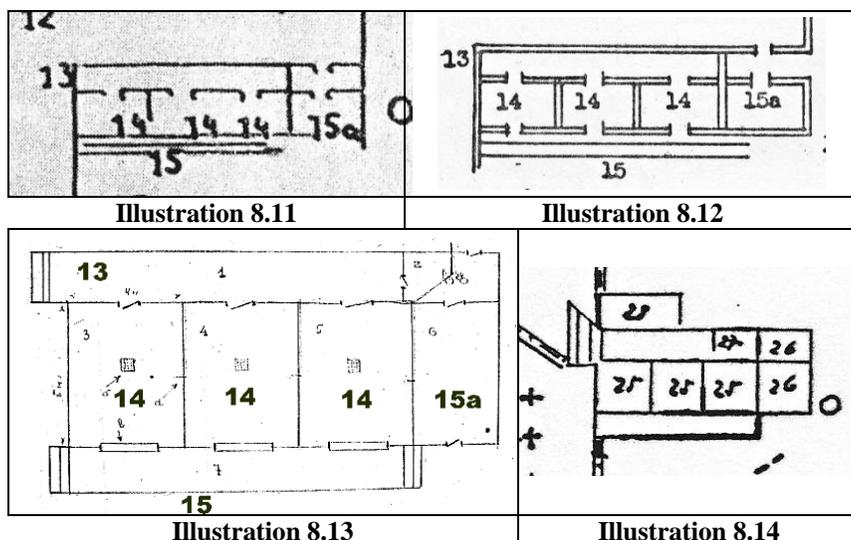 12
13
14 14 14 15a
15
Illustration 8.11
13
14 14 14 15a
15
Illustration 8.12
13 1 2
3 4 5 6
14 14 14 15a
7
15
Illustration 8.13
28
27 26
25 25 25 26
Illustration 8.14